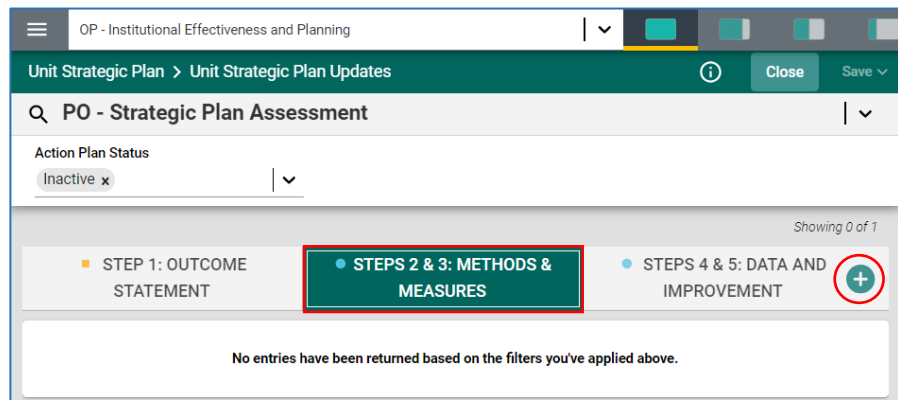 OP - Institutional Effectiveness and Planning
Unit Strategic Plan > Unit Strategic Plan Updates
Close
Save
PO - Strategic Plan Assessment
Action Plan Status
Inactive x
Showing 0 of 1
STEP 1: OUTCOME
STATEMENT
STEPS 2 & 3: METHODS &
MEASURES
STEPS 4 & 5: DATA AND
IMPROVEMENT
No entries have been returned based on the filters you've applied above.